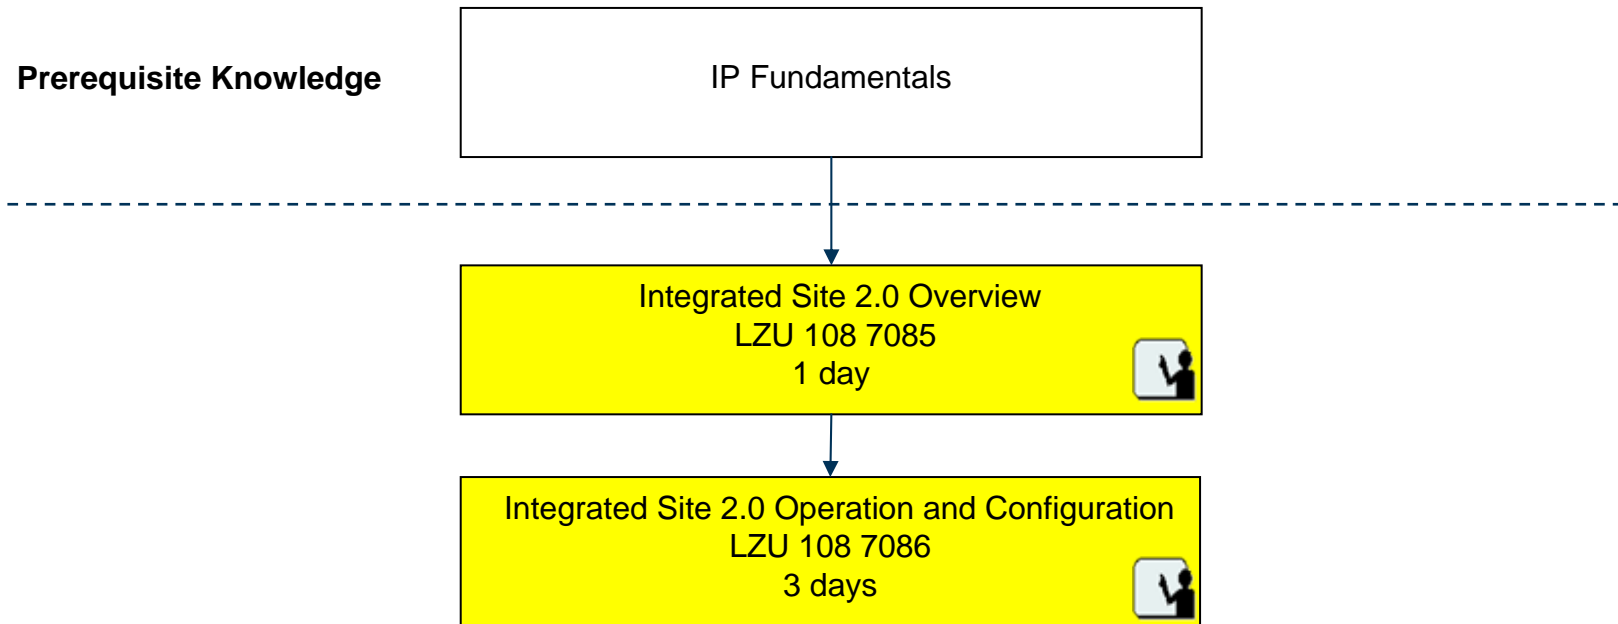 Prerequisite Knowledge
IP Fundamentals
Integrated Site 2.0 Overview
LZU 108 7085
1 day
Integrated Site 2.0 Operation and Configuration
LZU 108 7086
3 days